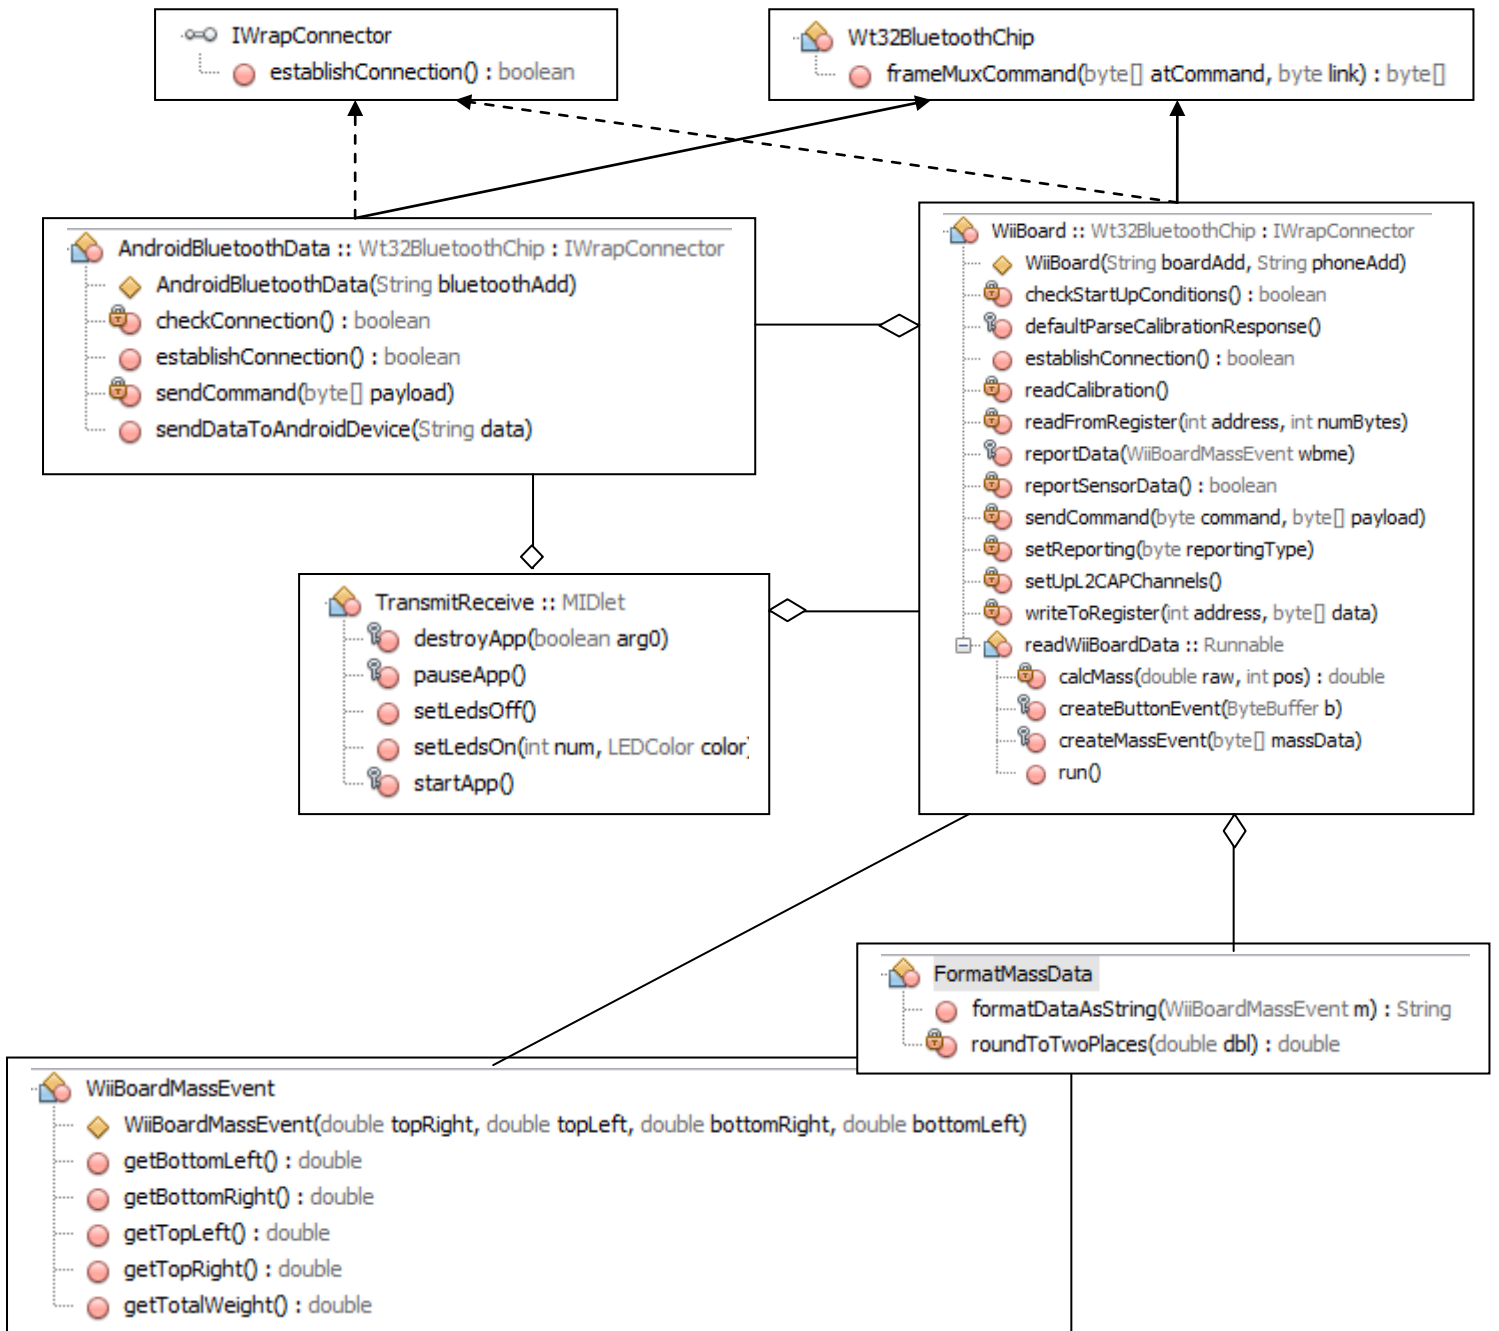 IWrapConnector
establishConnection() : boolean
Wt32BluetoothChip
frameMuxCommand(byte[] atCommand, byte link) : byte[]
AndroidBluetoothData :: Wt32BluetoothChip : IWrapConnector
AndroidBluetoothData(String bluetoothAdd)
checkConnection() : boolean
establishConnection() : boolean
sendCommand(byte[] payload)
sendDataToAndroidDevice(String data)
WiiBoard :: Wt32BluetoothChip : IWrapConnector
WiiBoard(String boardAdd, String phoneAdd)
checkStartUpConditions() : boolean
defaultParseCalibrationResponse()
establishConnection() : boolean
readCalibration()
readFromRegister(int address, int numBytes)
reportData(WiiBoardMassEvent wbme)
reportSensorData() : boolean
sendCommand(byte command, byte[] payload)
setReporting(byte reportingType)
setUpL2CAPChannels()
writeToRegister(int address, byte[] data)
readWiiBoardData :: Runnable
calcMass(double raw, int pos) : double
createButtonEvent(ByteBuffer b)
createMassEvent(byte[] massData)
run()
TransmitReceive :: MIDlet
destroyApp(boolean arg0)
pauseApp()
setLedsOff()
setLedsOn(int num, LEDColor color)
startApp()
FormatMassData
formatDataAsString(WiiBoardMassEvent m) : String
roundToTwoPlaces(double dbl) : double
WiiBoardMassEvent
WiiBoardMassEvent(double topRight, double topLeft, double bottomRight, double bottomLeft)
getBottomLeft() : double
getBottomRight() : double
getTopLeft() : double
getTopRight() : double
getTotalWeight() : double